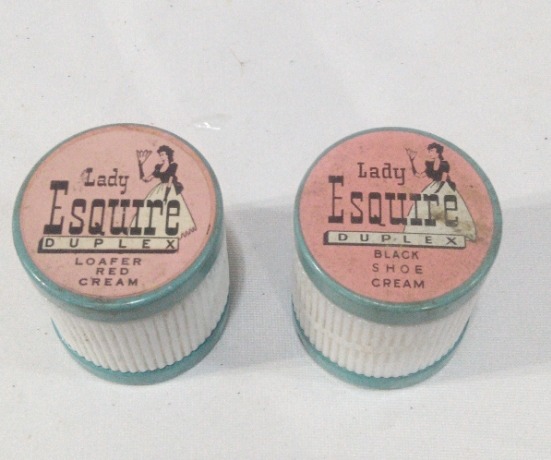 Lady
Esquire
DUPLEX
LOAFER
RED
CREAM
Lady
Esquire
DUPLEX
BLACK
SHOE
CREAM